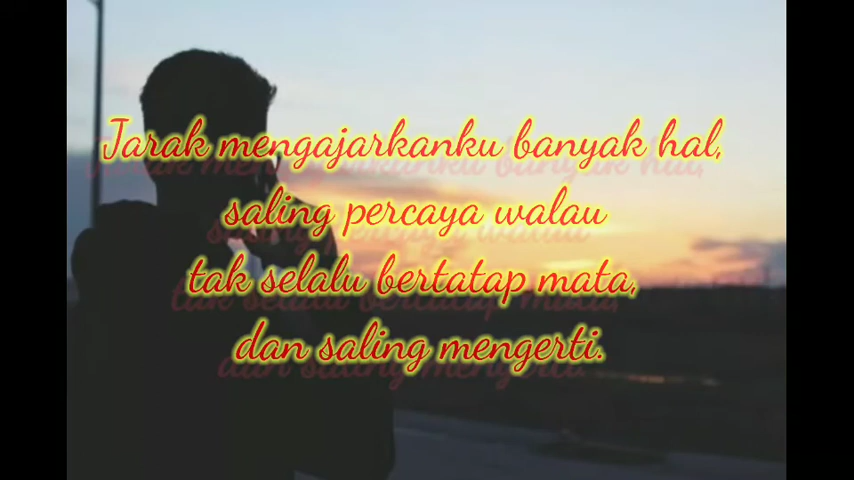 Jarak mengajarkanku banyak hal,
saling percaya walau
tak selalu bertatap mata,
dan saling mengerti.